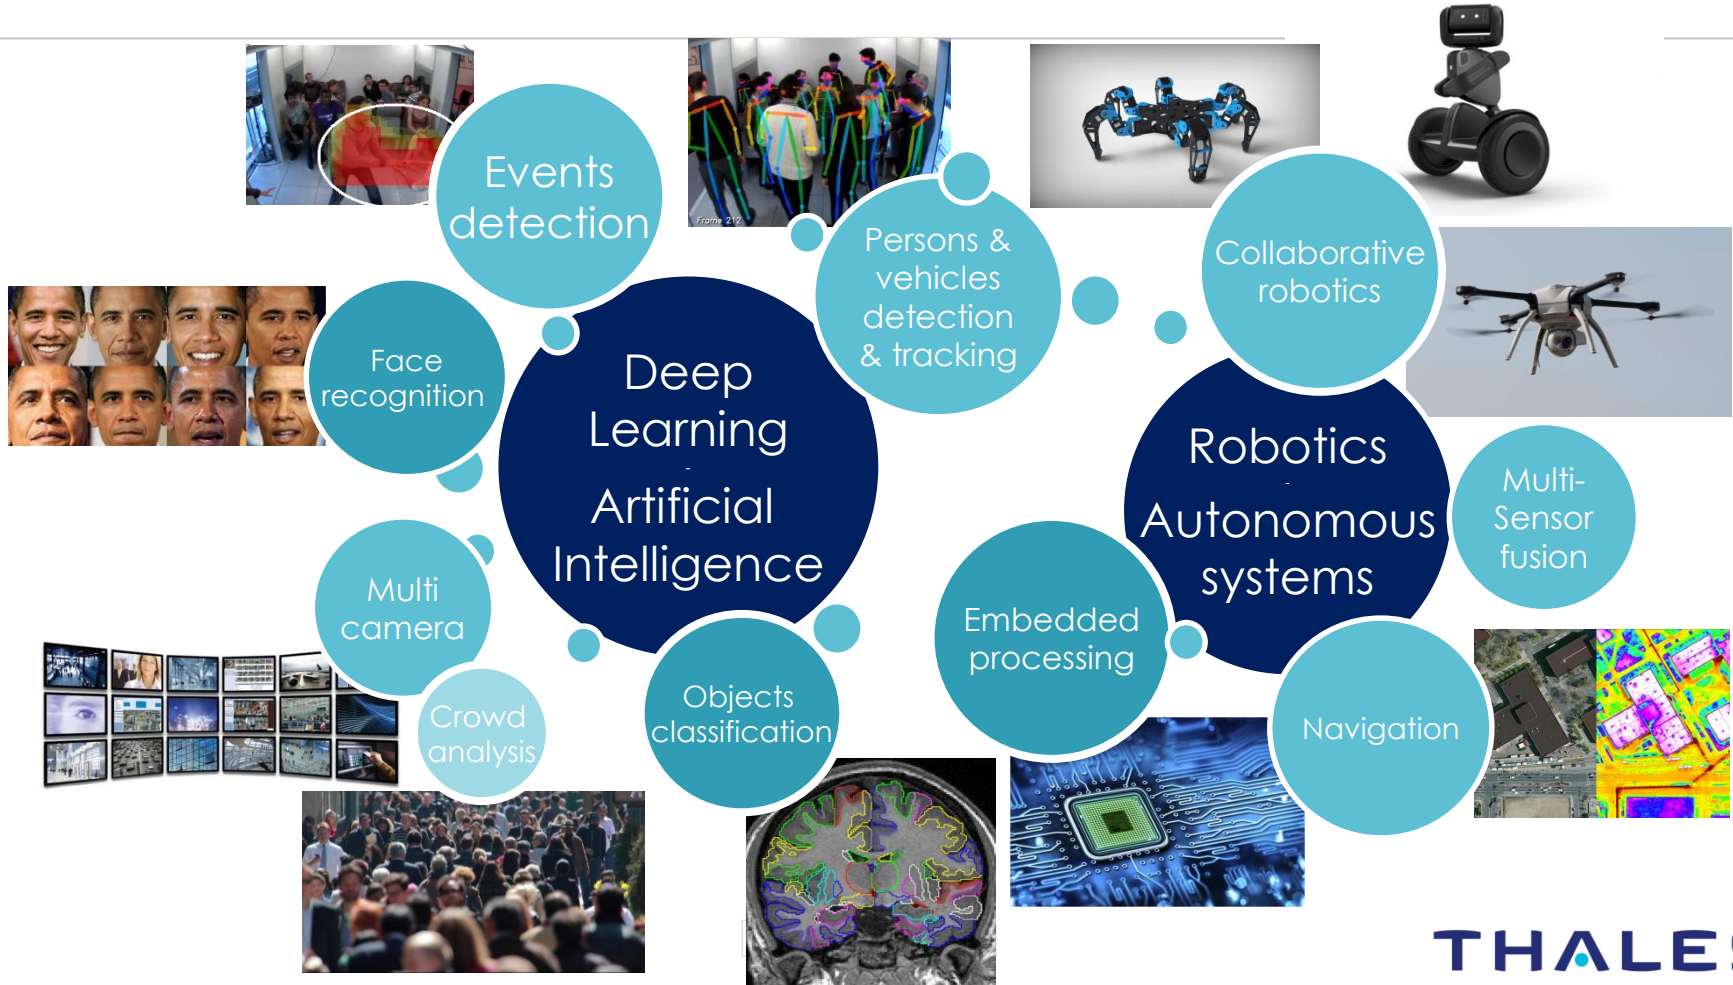 Events
detection
Frame 212
Persons &
vehicles
detection
& tracking
Collaborative
robotics
Face
recognition
Deep
Learning
-
Artificial
Intelligence
Robotics
-
Autonomous
systems
Multi-
Sensor
fusion
Multi
camera
Embedded
processing
Crowd
analysis
Objects
classification
Navigation
THALES